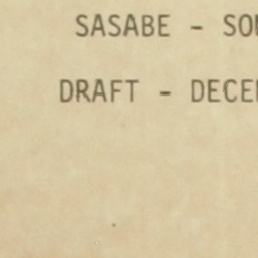 SASABE - SO
DRAFT - DECE